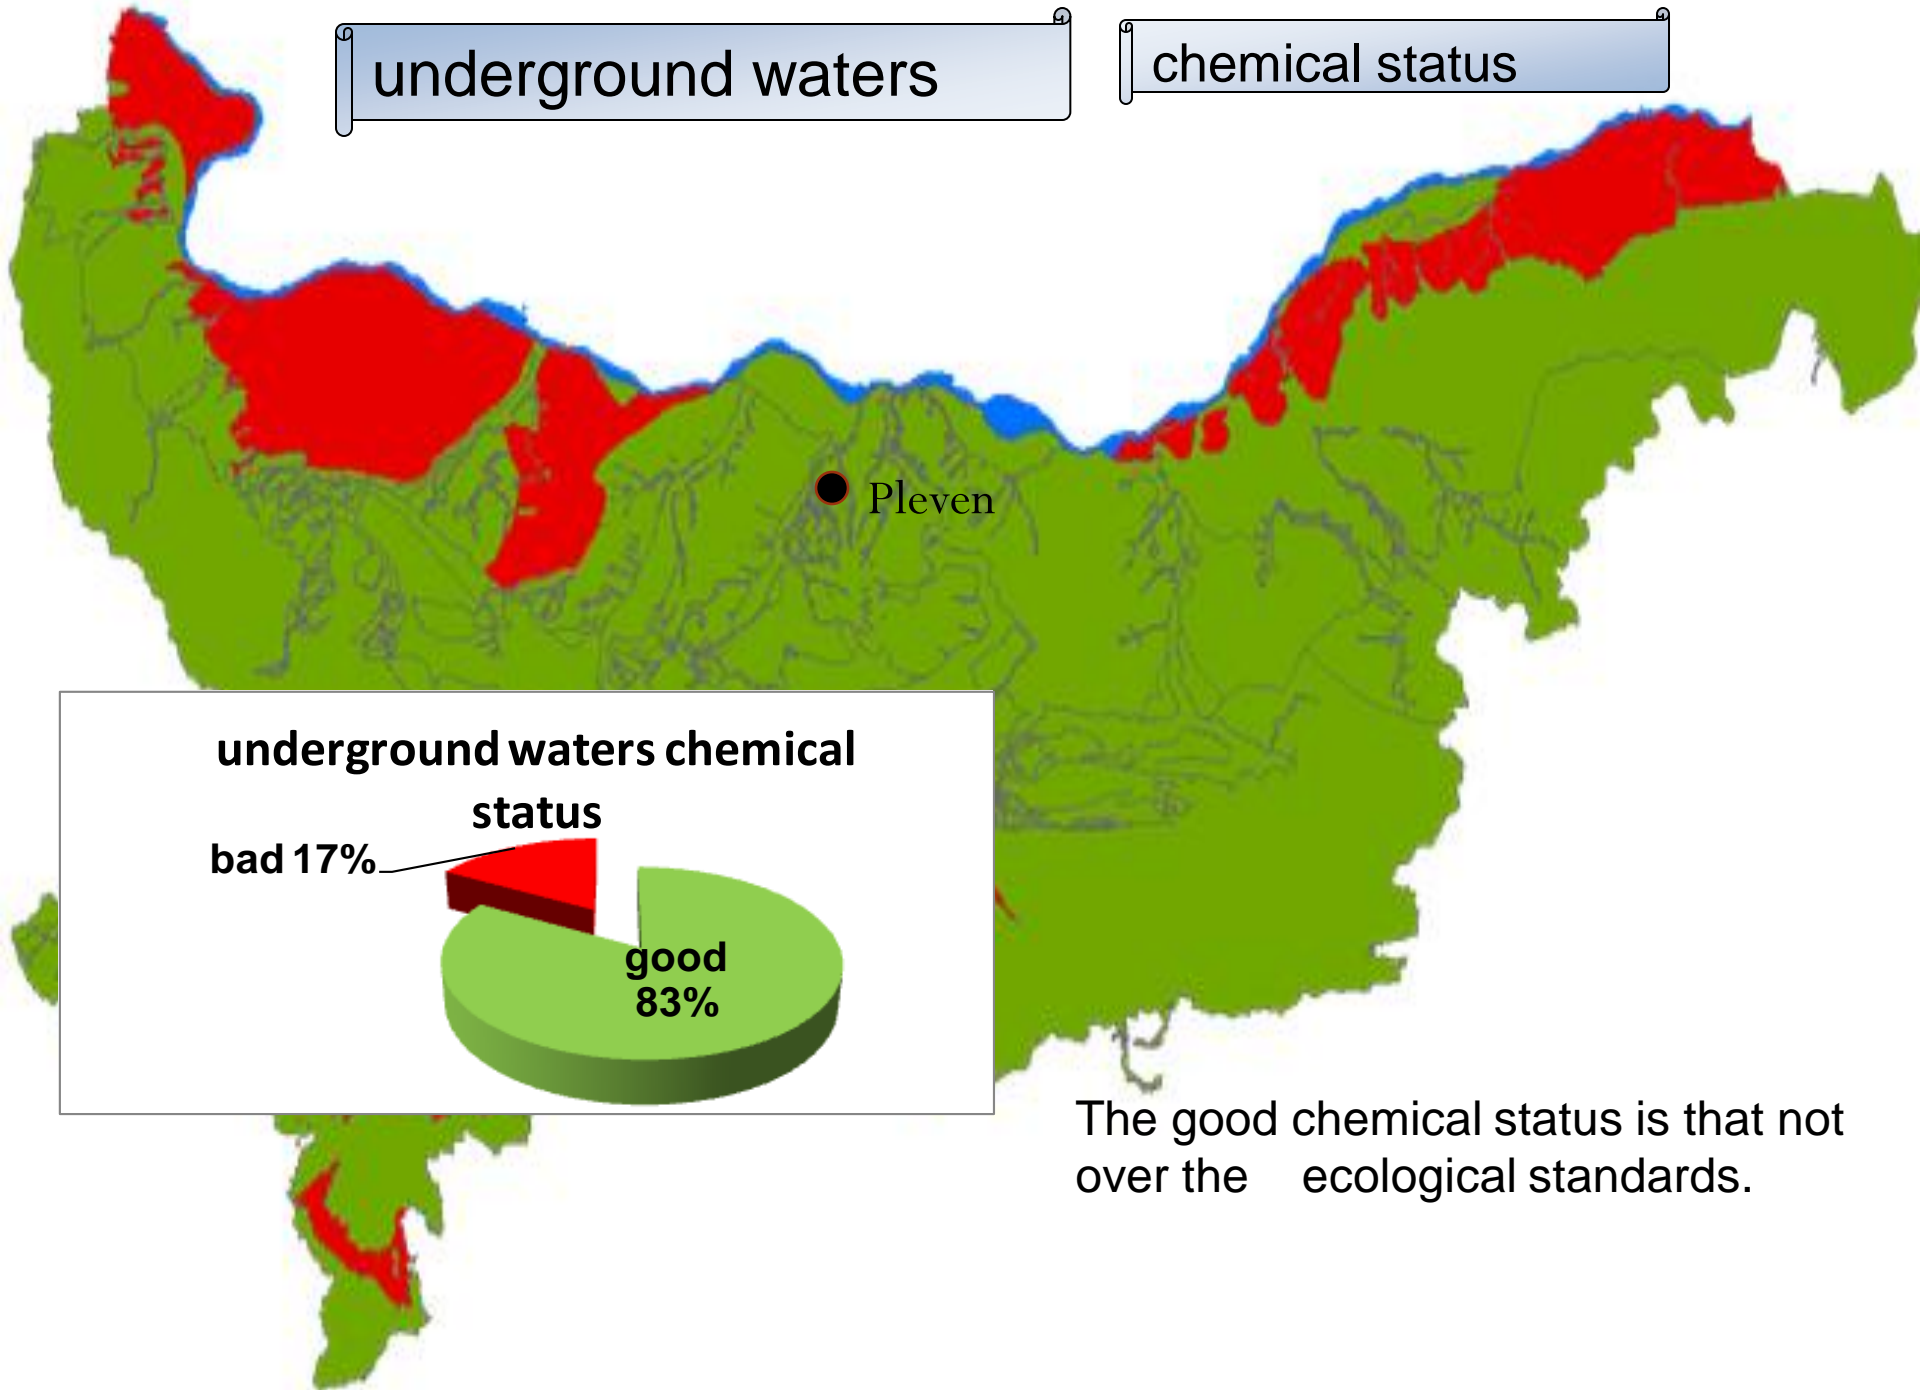 underground waters
chemical status
Pleven
underground waters chemical
status
bad 17%
good
83%
The good chemical status is that not
over the ecological standards.